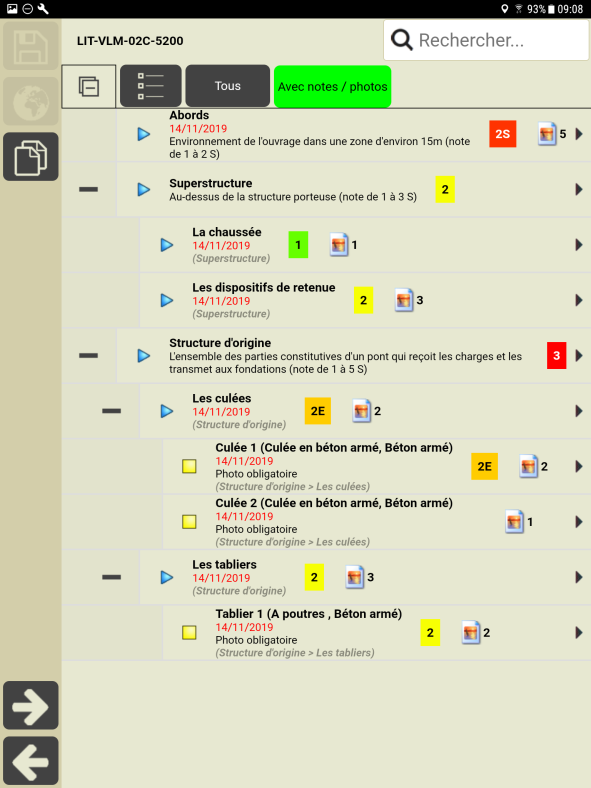 93% 09:08
LIT-VLM-02C-5200
Rechercher...
Tous
Avec notes / photos
Abords
14/11/2019
Environnement de l'ouvrage dans une zone d'environ 15m (note
de 1 à 2 S)
2S
5
Superstructure
Au-dessus de la structure porteuse (note de 1 à 3 S)
2
La chaussée
14/11/2019
(Superstructure)
1
1
Les dispositifs de retenue
14/11/2019
(Superstructure)
2
3
Structure d'origine
L'ensemble des parties constitutives d'un pont qui reçoit les charges et les
transmet aux fondations (note de 1 à 5 S)
3
Les culées
14/11/2019
(Structure d'origine)
2E
2
Culée 1 (Culée en béton armé, Béton armé)
14/11/2019
Photo obligatoire
(Structure d'origine > Les culées)
2E
2
Culée 2 (Culée en béton armé, Béton armé)
14/11/2019
Photo obligatoire
(Structure d'origine > Les culées)
1
Les tabliers
14/11/2019
(Structure d'origine)
2
3
Tablier 1 (A poutres , Béton armé)
14/11/2019
Photo obligatoire
(Structure d'origine > Les tabliers)
2
2